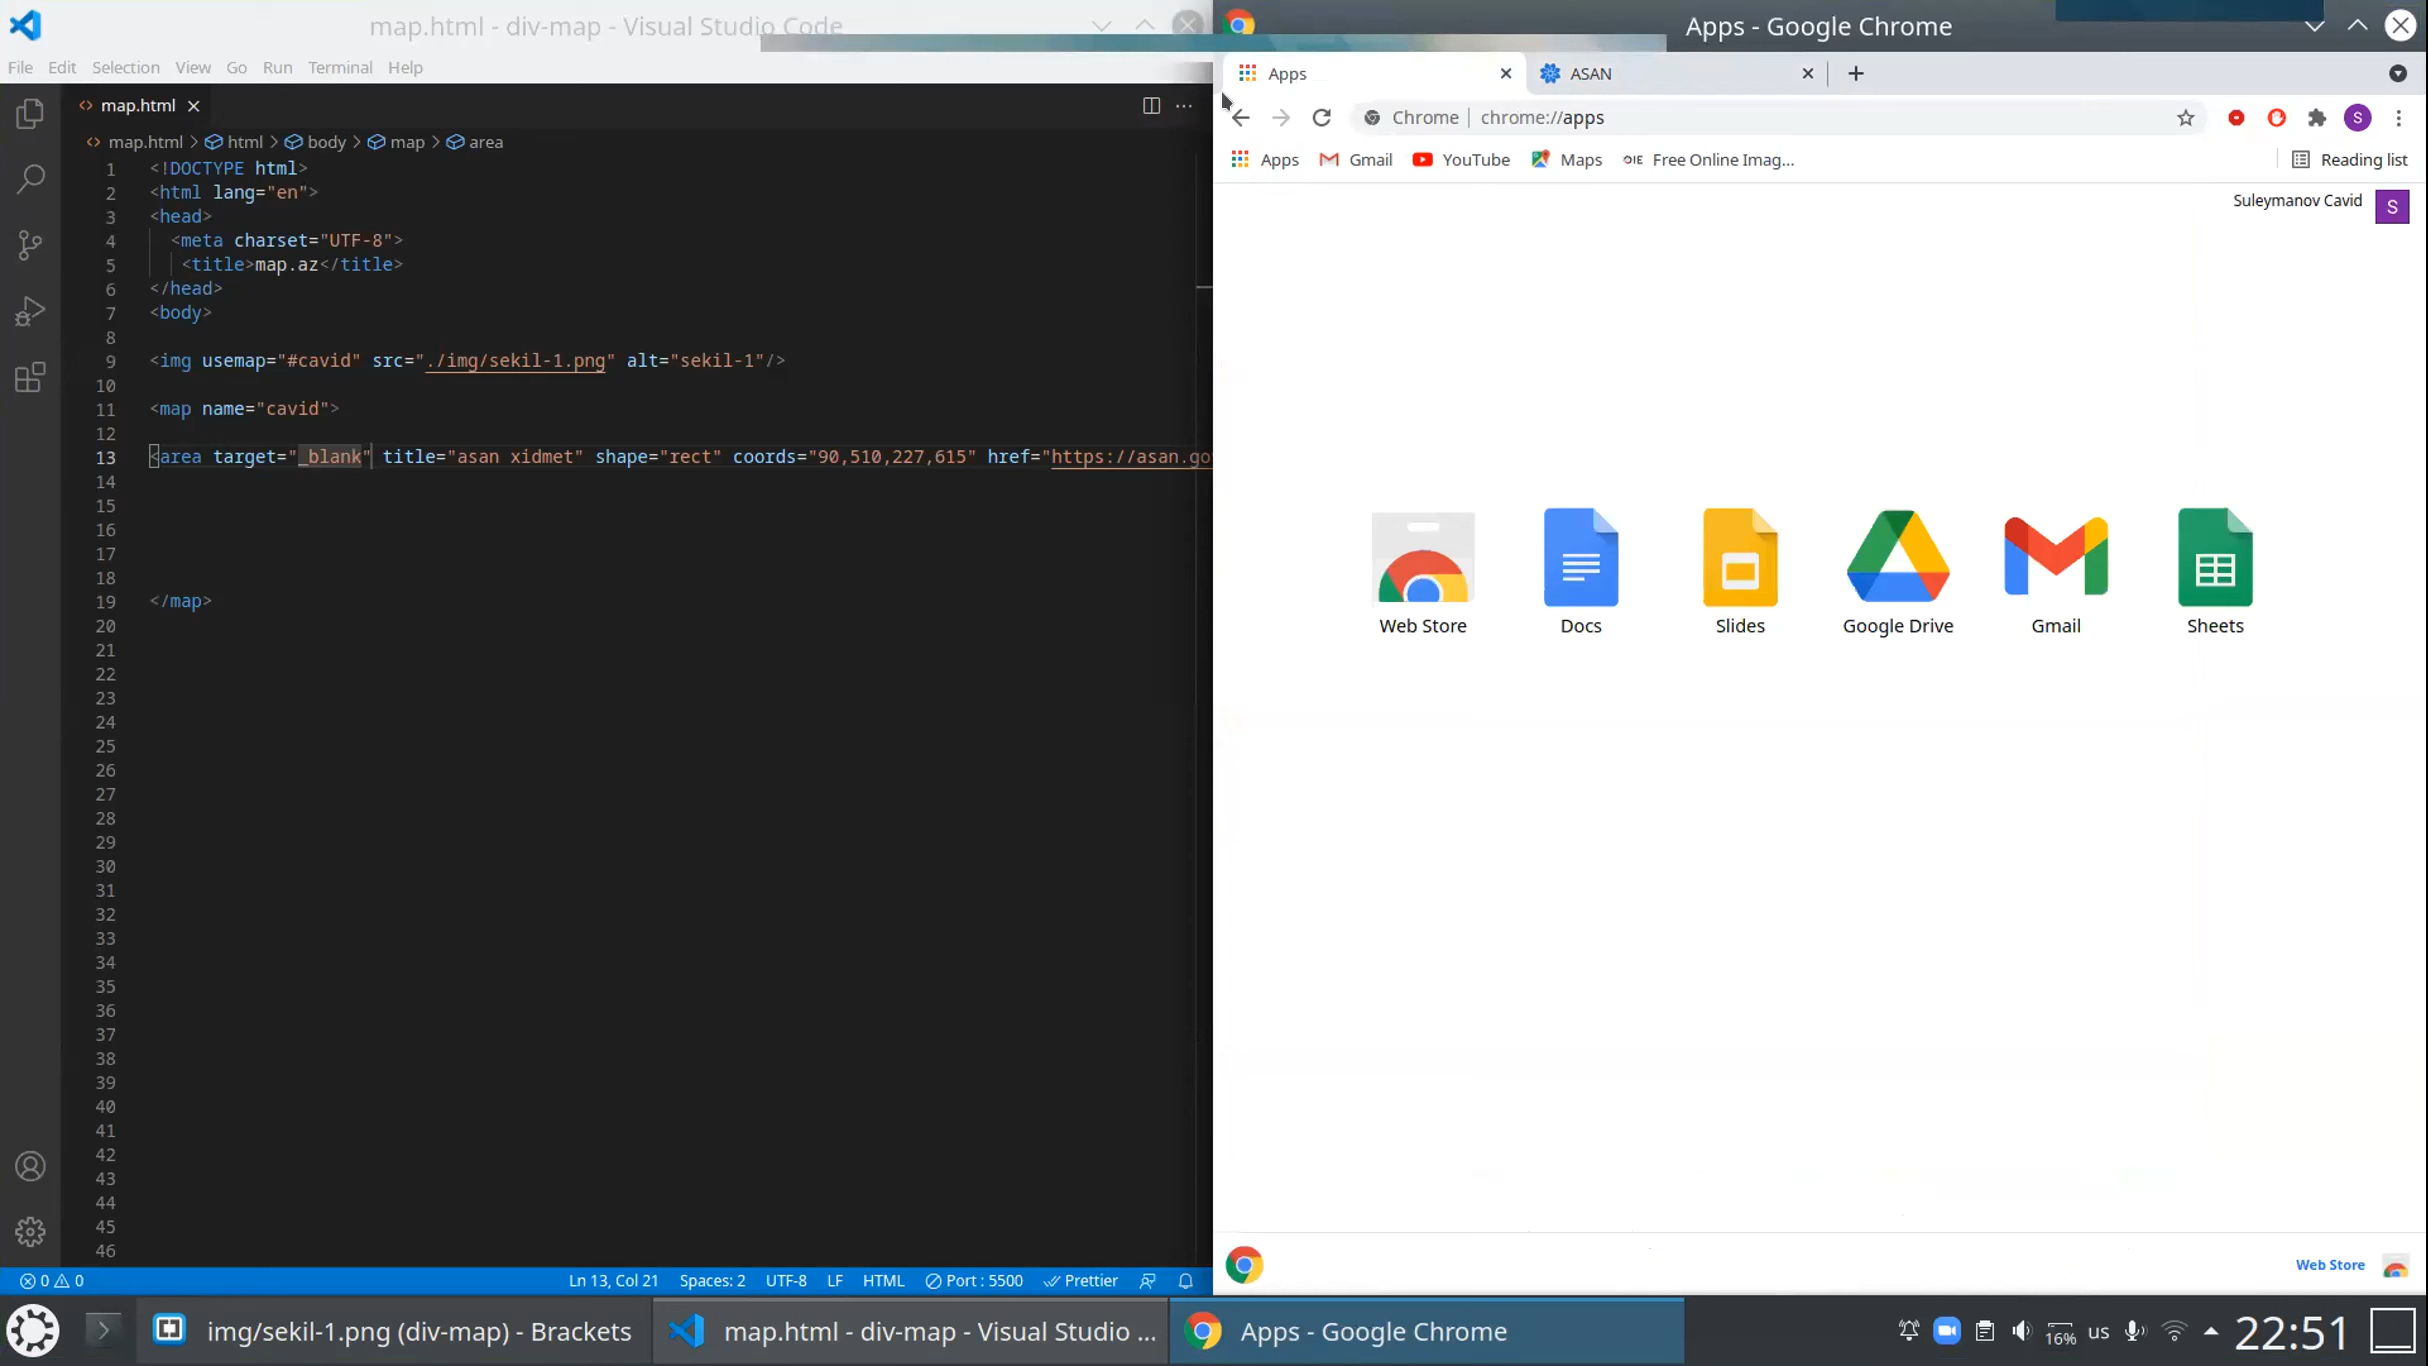 map.html - div-map - Visual Studio Code
File Edit Selection View Go Run Terminal Help
map.html
map.html > html > body > map > area
1 <!DOCTYPE html>
2 <html lang="en">
3 <head>
4 <meta charset="UTF-8">
5 <title>map.az</title>
6 </head>
7 <body>
8
9 <img usemap="#cavid" src="./img/sekil-1.png" alt="sekil-1"/>
10
11 <map name="cavid">
12
13 <area target="_blank" title="asan xidmet" shape="rect" coords="90,510,227,615" href="https://asan.go
14
15
16
17
18
19 </map>
20
21
22
23
24
25
26
27
28
29
30
31
32
33
34
35
36
37
38
39
40
41
42
43
44
45
46
0 0 Ln 13, Col 21 Spaces: 2 UTF-8 LF HTML Port : 5500 Prettier
Apps - Google Chrome
Apps ASAN
Chrome | chrome://apps S
Apps Gmail YouTube Maps OIE Free Online Imag... Reading list
Suleymanov Cavid S
Web Store Docs Slides Google Drive Gmail Sheets
Web Store
img/sekil-1.png (div-map) - Brackets map.html - div-map - Visual Studio ... Apps - Google Chrome 16% us 22:51